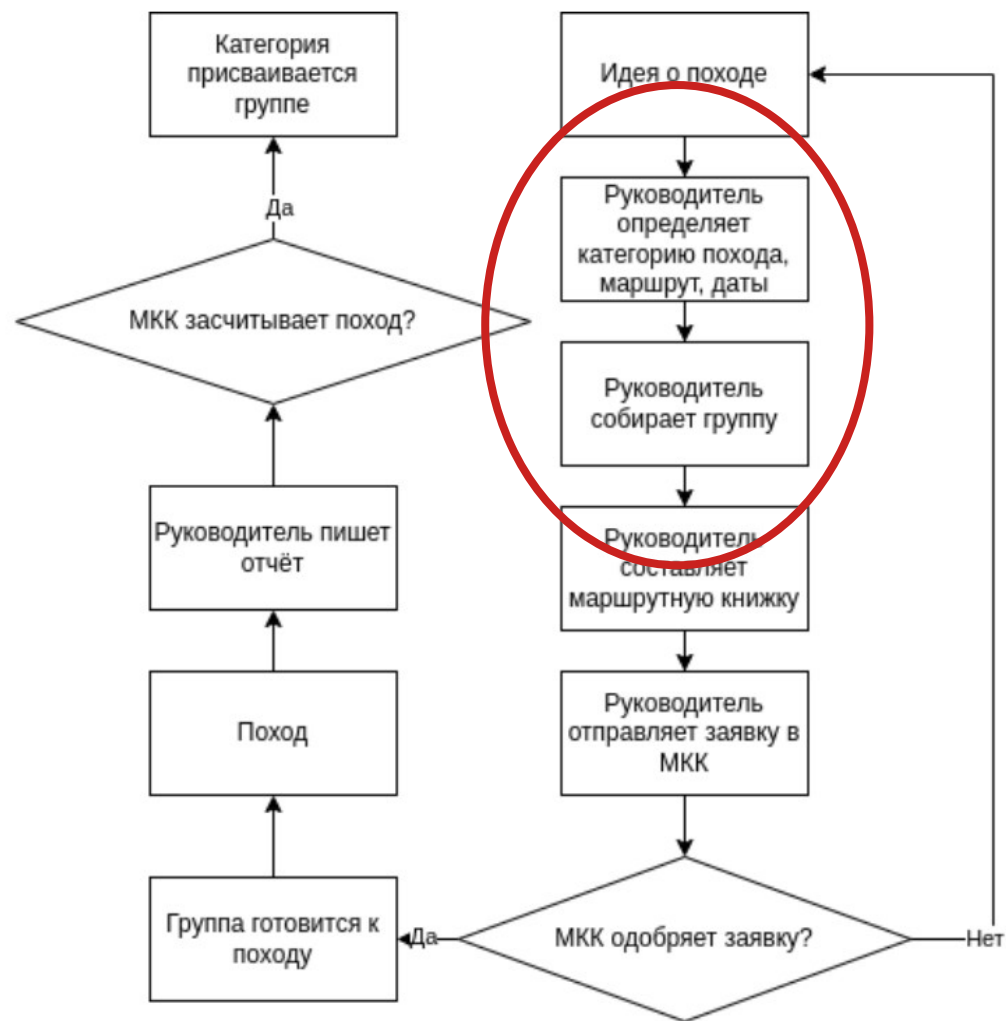 Идея о походе
Руководитель
определяет
категорию похода,
маршрут, даты
Руководитель
собирает группу
Руководитель
составляет
маршрутную книжку
Руководитель
отправляет заявку в
МКК
МКК одобряет заявку?
Нет
Да
Группа готовится к
походу
Поход
Руководитель пишет
отчёт
МКК засчитывает поход?
Да
Категория
присваивается
группе